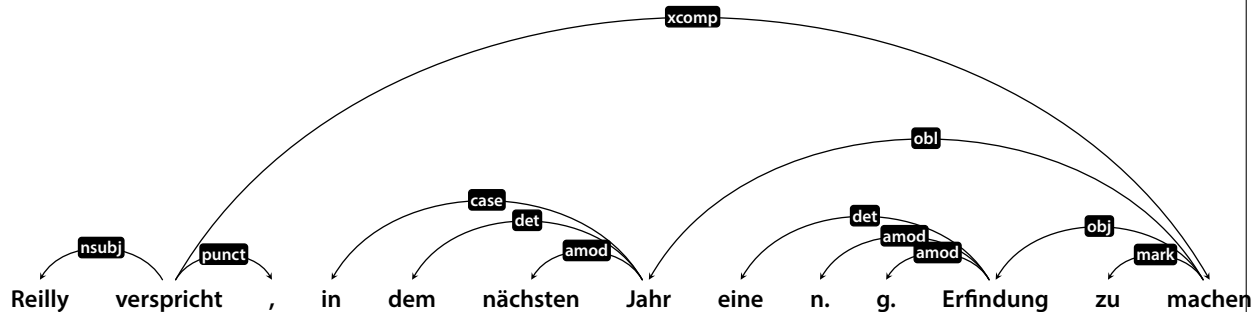 xcomp
obl
case
det
det
amod
obj
nsubj
punct
amod
amod
mark
Reilly verspricht , in dem nächsten Jahr eine n. g. Erfindung zu machen